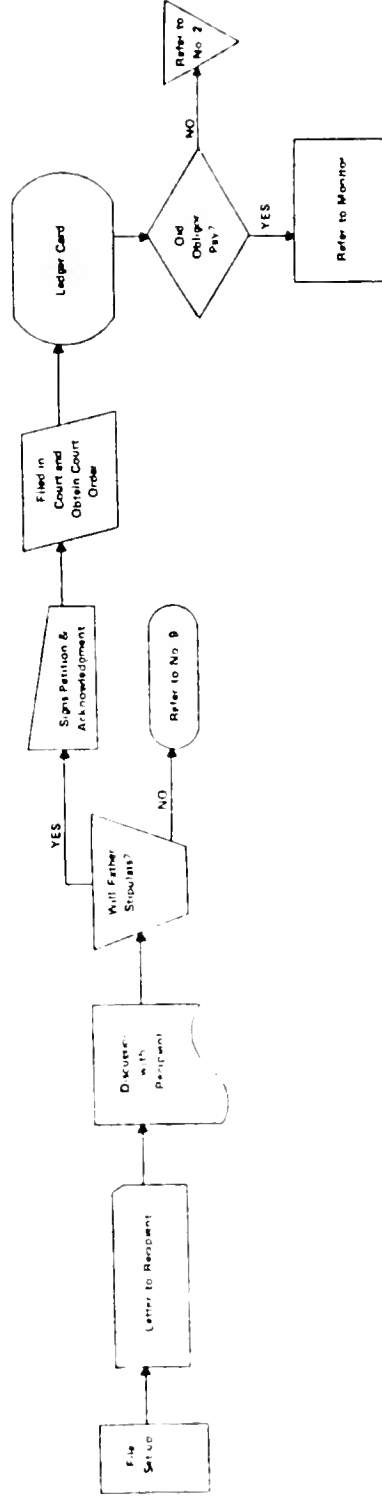 File
Set up
Letter to Recipient
Discussion
with
Recipient
Will Father
Stipulate?
YES
NO
Signs Petition &
Acknowledgment
Refer to No 9
Filed in
Court and
Obtain Court
Order
Ledger Card
Did
Obligor
Pay?
NO
YES
Refer to
No 2
Refer to Monitor